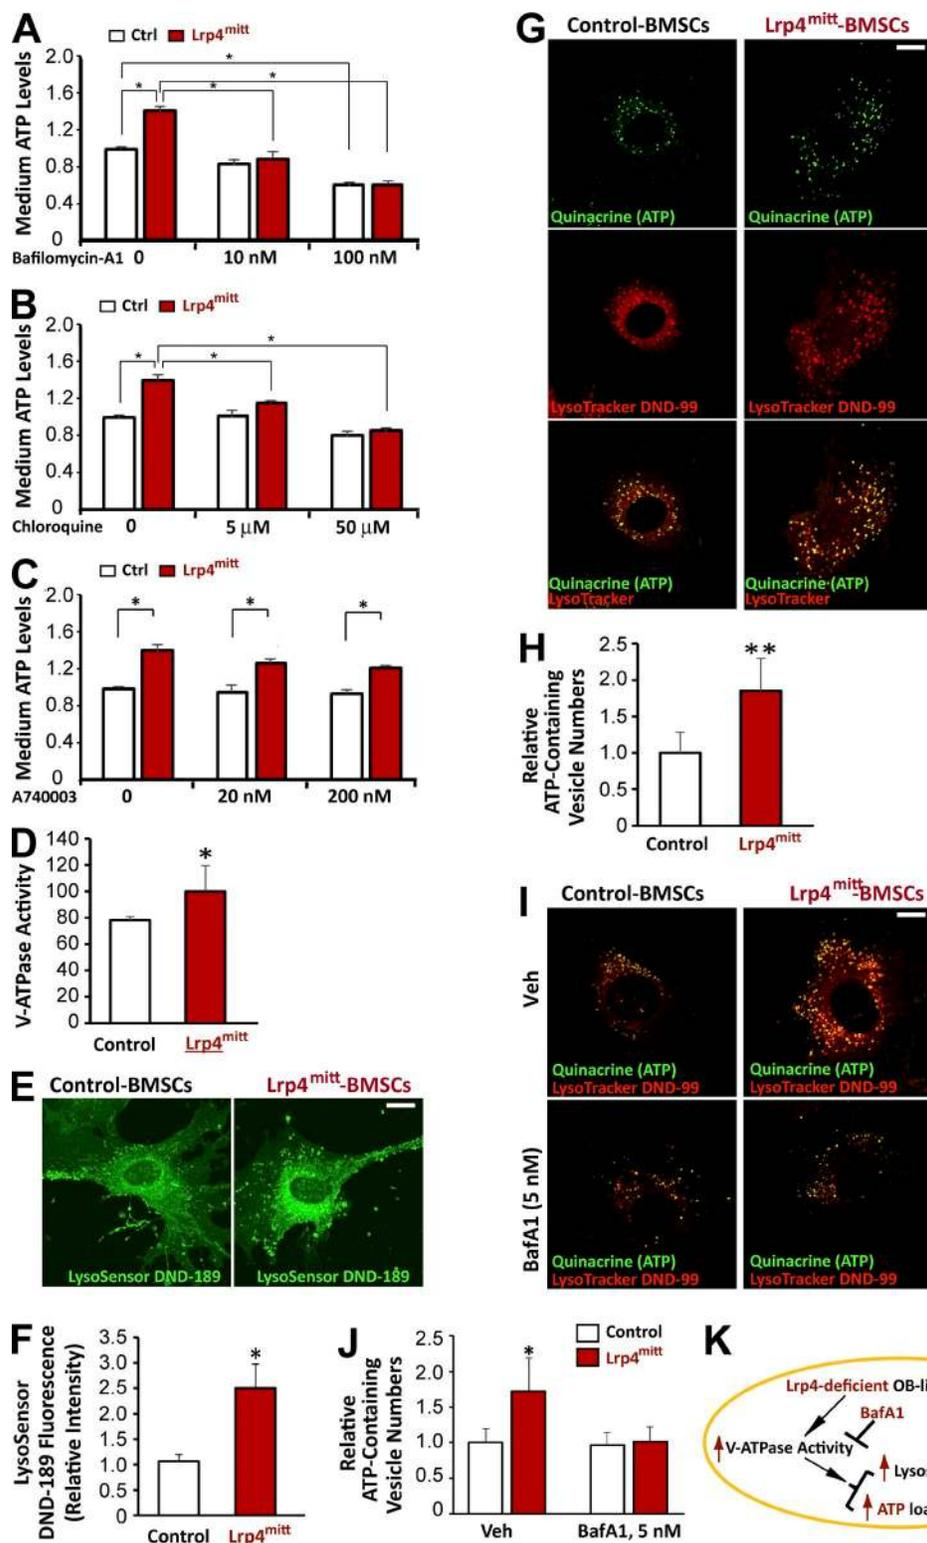 A
Ctrl Lrp4mitt
Medium ATP Levels
2.0
1.6
1.2
0.8
0.4
0
* * * *
Bafilomycin-A1 0 10 nM 100 nM
B
Ctrl Lrp4mitt
Medium ATP Levels
2.0
1.6
1.2
0.8
0.4
0
* * *
Chloroquine 0 5 μM 50 μM
C
Ctrl Lrp4mitt
Medium ATP Levels
2.0
1.6
1.2
0.8
0.4
0
* * *
A740003 0 20 nM 200 nM
D
V-ATPase Activity
140
120
100
80
60
40
20
0
*
Control Lrp4mitt
E
Control-BMSCs Lrp4mitt-BMSCs
LysoSensor DND-189 LysoSensor DND-189
F
LysoSensor
DND-189 Fluorescence
(Relative Intensity)
3.5
3.0
2.5
2.0
1.5
1.0
0.5
0
*
Control Lrp4mitt
G
Control-BMSCs Lrp4mitt-BMSCs
Quinacrine (ATP) Quinacrine (ATP)
LysoTracker DND-99 LysoTracker DND-99
Quinacrine (ATP) Quinacrine (ATP)
LysoTracker LysoTracker
H
Relative
ATP-Containing
Vesicle Numbers
2.5
2.0
1.5
1.0
0.5
0
**
Control Lrp4mitt
I
Control-BMSCs Lrp4mitt-BMSCs
Veh
Quinacrine (ATP) Quinacrine (ATP)
LysoTracker DND-99 LysoTracker DND-99
BafA1 (5 nM)
Quinacrine (ATP) Quinacrine (ATP)
LysoTracker DND-99 LysoTracker DND-99
J
Control
Lrp4mitt
Relative
ATP-Containing
Vesicle Numbers
2.5
2.0
1.5
1.0
0.5
0
*
Veh BafA1, 5 nM
K
Lrp4-deficient OB-li
BafA1
V-ATPase Activity
Lysos
ATP loa